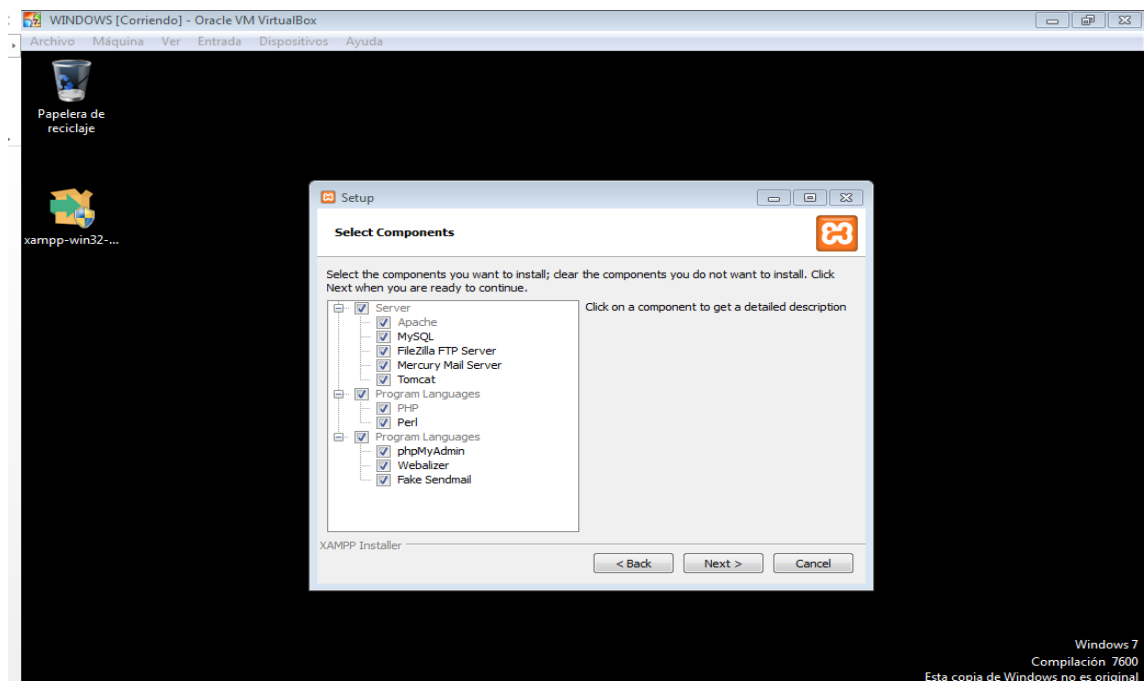 WINDOWS [Corriendo] - Oracle VM VirtualBox
Archivo Máquina Ver Entrada Dispositivos Ayuda
Papelera de
reciclaje
xampp-win32-...
Setup
Select Components
Select the components you want to install; clear the components you do not want to install. Click
Next when you are ready to continue.
Server
Apache
MySQL
FileZilla FTP Server
Mercury Mail Server
Tomcat
Program Languages
PHP
Perl
Program Languages
phpMyAdmin
Webalizer
Fake Sendmail
Click on a component to get a detailed description
XAMPP Installer
< Back Next > Cancel
Windows 7
Compilación 7600
Esta copia de Windows no es original